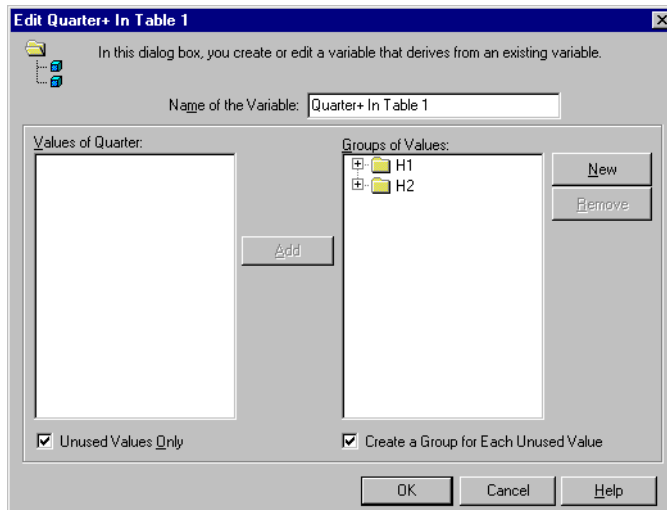 Edit Quarter+ In Table 1
In this dialog box, you create or edit a variable that derives from an existing variable.
Name of the Variable: Quarter+ In Table 1
Values of Quarter:
Groups of Values:
H1
H2
New
Remove
Add
Unused Values Only
Create a Group for Each Unused Value
OK Cancel Help